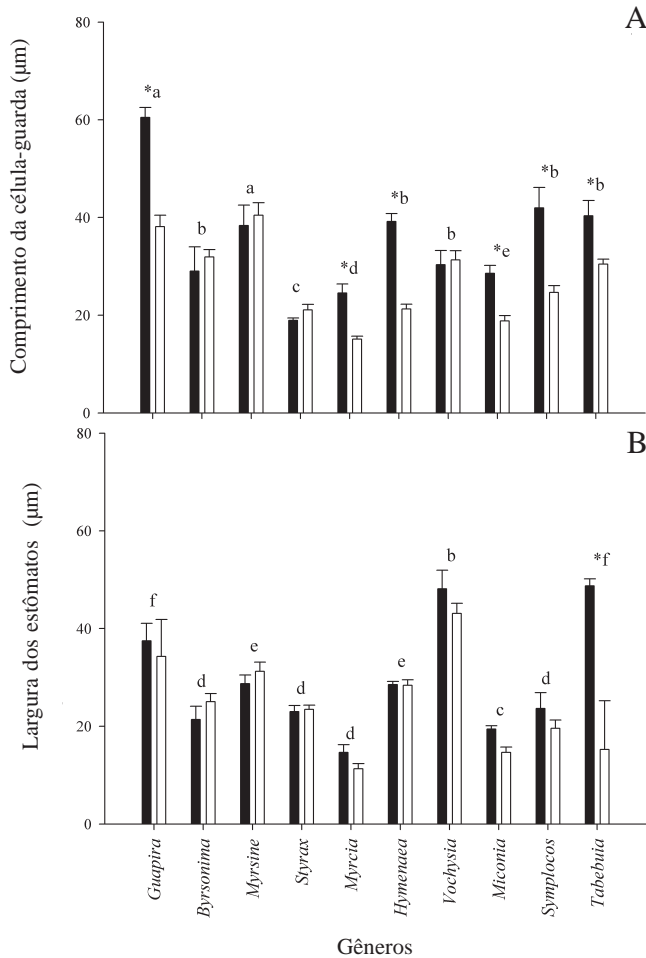 A
80
60
40
20
0
Comprimento da célula-guarda (µm)
*a
b
a
c
*d
*b
b
*e
*b
*b
B
80
60
40
20
0
Largura dos estômatos (µm)
f
d
e
d
d
e
b
c
d
*f
Guapira
Byrsonima
Myrsine
Styrax
Myrcia
Hymenaea
Vochysia
Miconia
Symplocos
Tabebuia
Gêneros